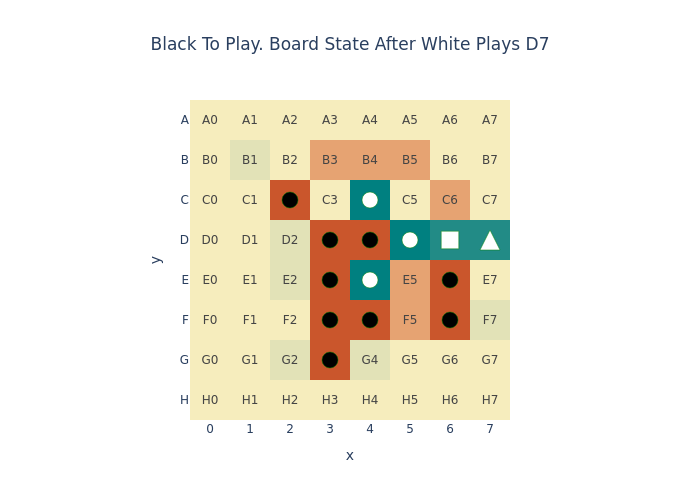 Black To Play. Board State After White Plays D7
A A0 A1 A2 A3 A4 A5 A6 A7
B B0 B1 B2 B3 B4 B5 B6 B7
C C0 C1 C3 C5 C6 C7
D D0 D1 D2
E E0 E1 E2 E5 E7
F F0 F1 F2 F5 F7
G G0 G1 G2 G4 G5 G6 G7
H H0 H1 H2 H3 H4 H5 H6 H7
0 1 2 3 4 5 6 7
x
y